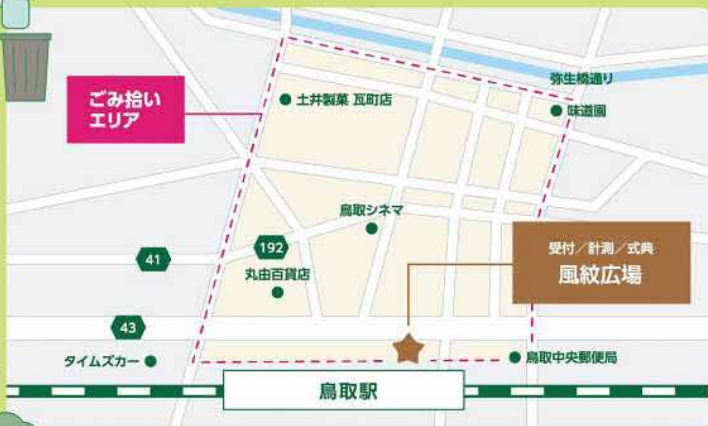 ごみ拾い
エリア
弥生橋通り
土井製菓 瓦町店
味道園
鳥取シネマ
192
41
丸由百貨店
受付／計測／式典
風紋広場
43
タイムズカー
鳥取中央郵便局
鳥取駅